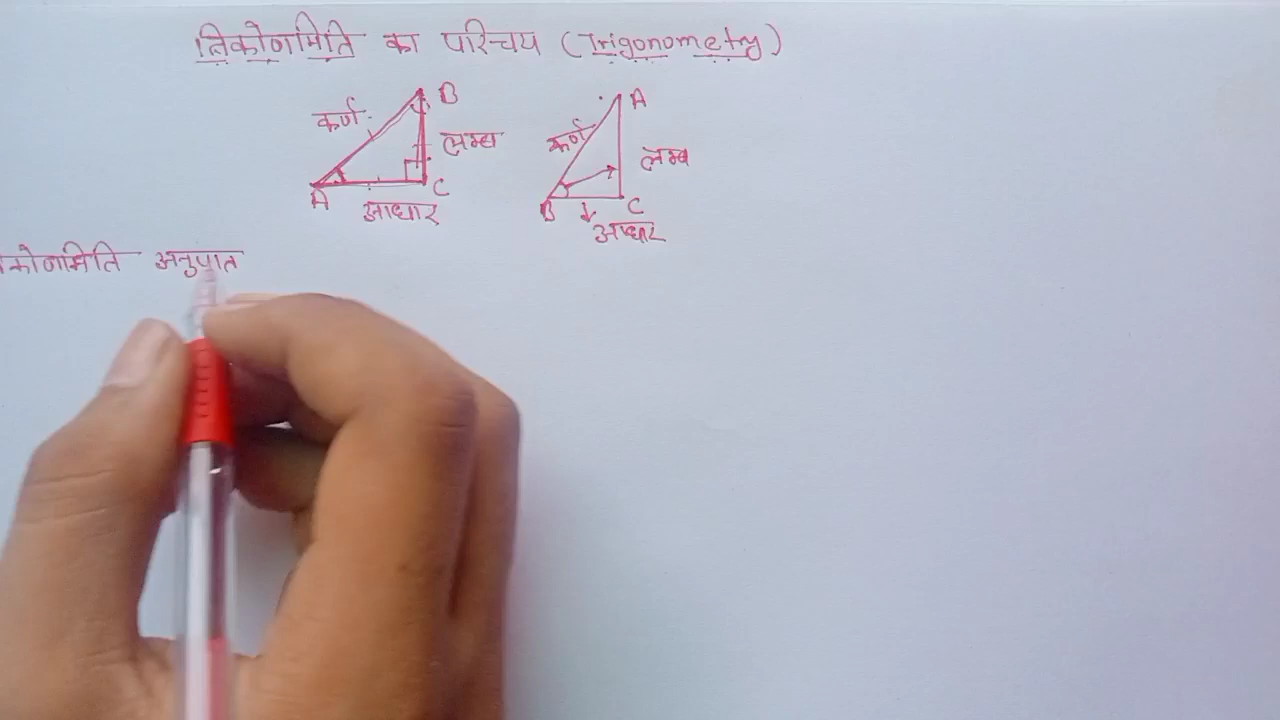 त्रिकोणमिति का परिचय (Trigonometry)
कर्ण B लम्ब A C आधार
कर्ण A लम्ब B C आधार
कोणमिति अनुपात